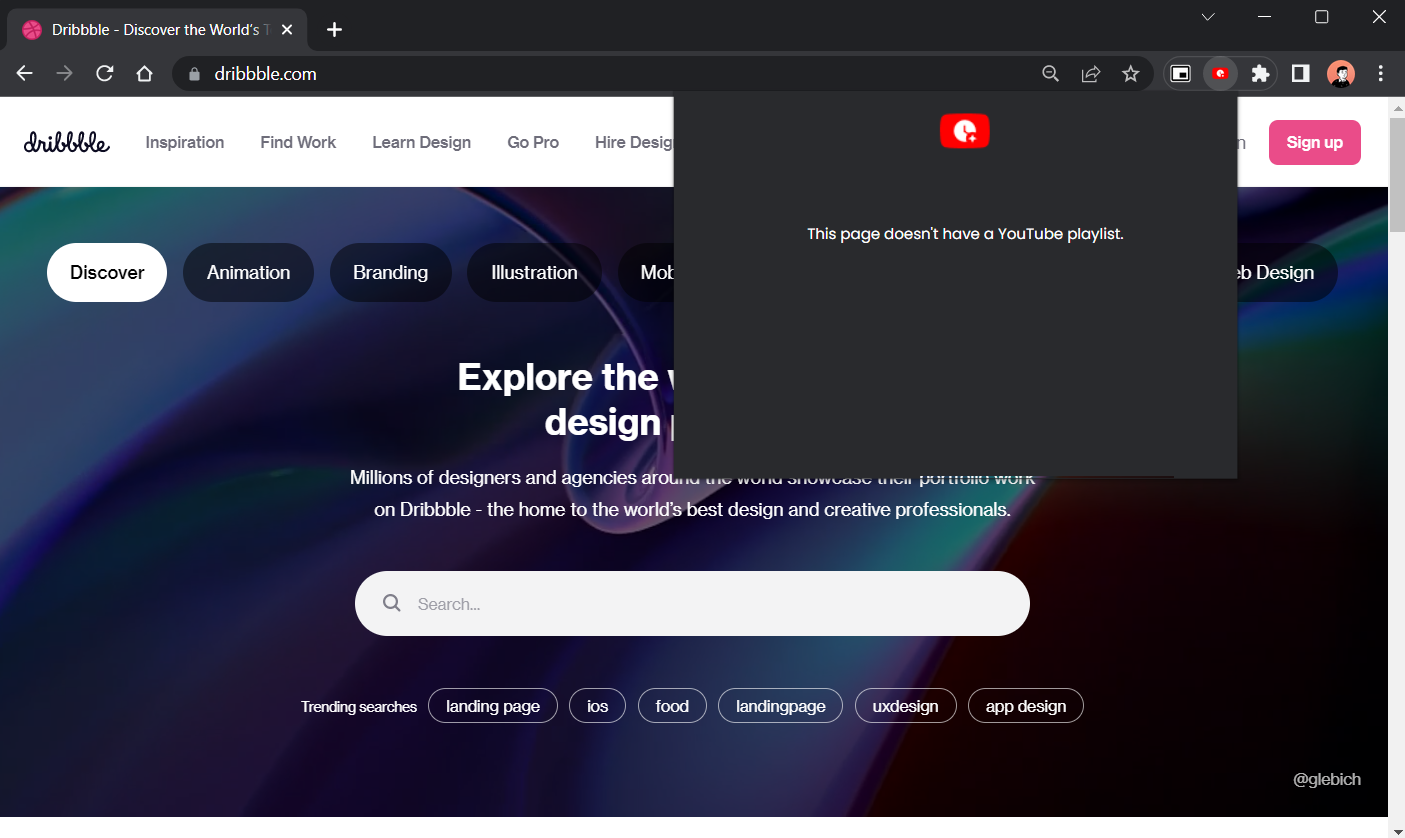 Dribbble - Discover the World's T
dribbble.com
dribbble
Inspiration
Find Work
Learn Design
Go Pro
Hire Desig
Sign up
This page doesn't have a YouTube playlist.
Discover
Animation
Branding
Illustration
Mob
eb Design
Explore the
design
Millions of designers and agencies around the world showcase their portfolio work
on Dribbble - the home to the world's best design and creative professionals.
Search...
Trending searches
landing page
ios
food
landingpage
uxdesign
app design
@glebich